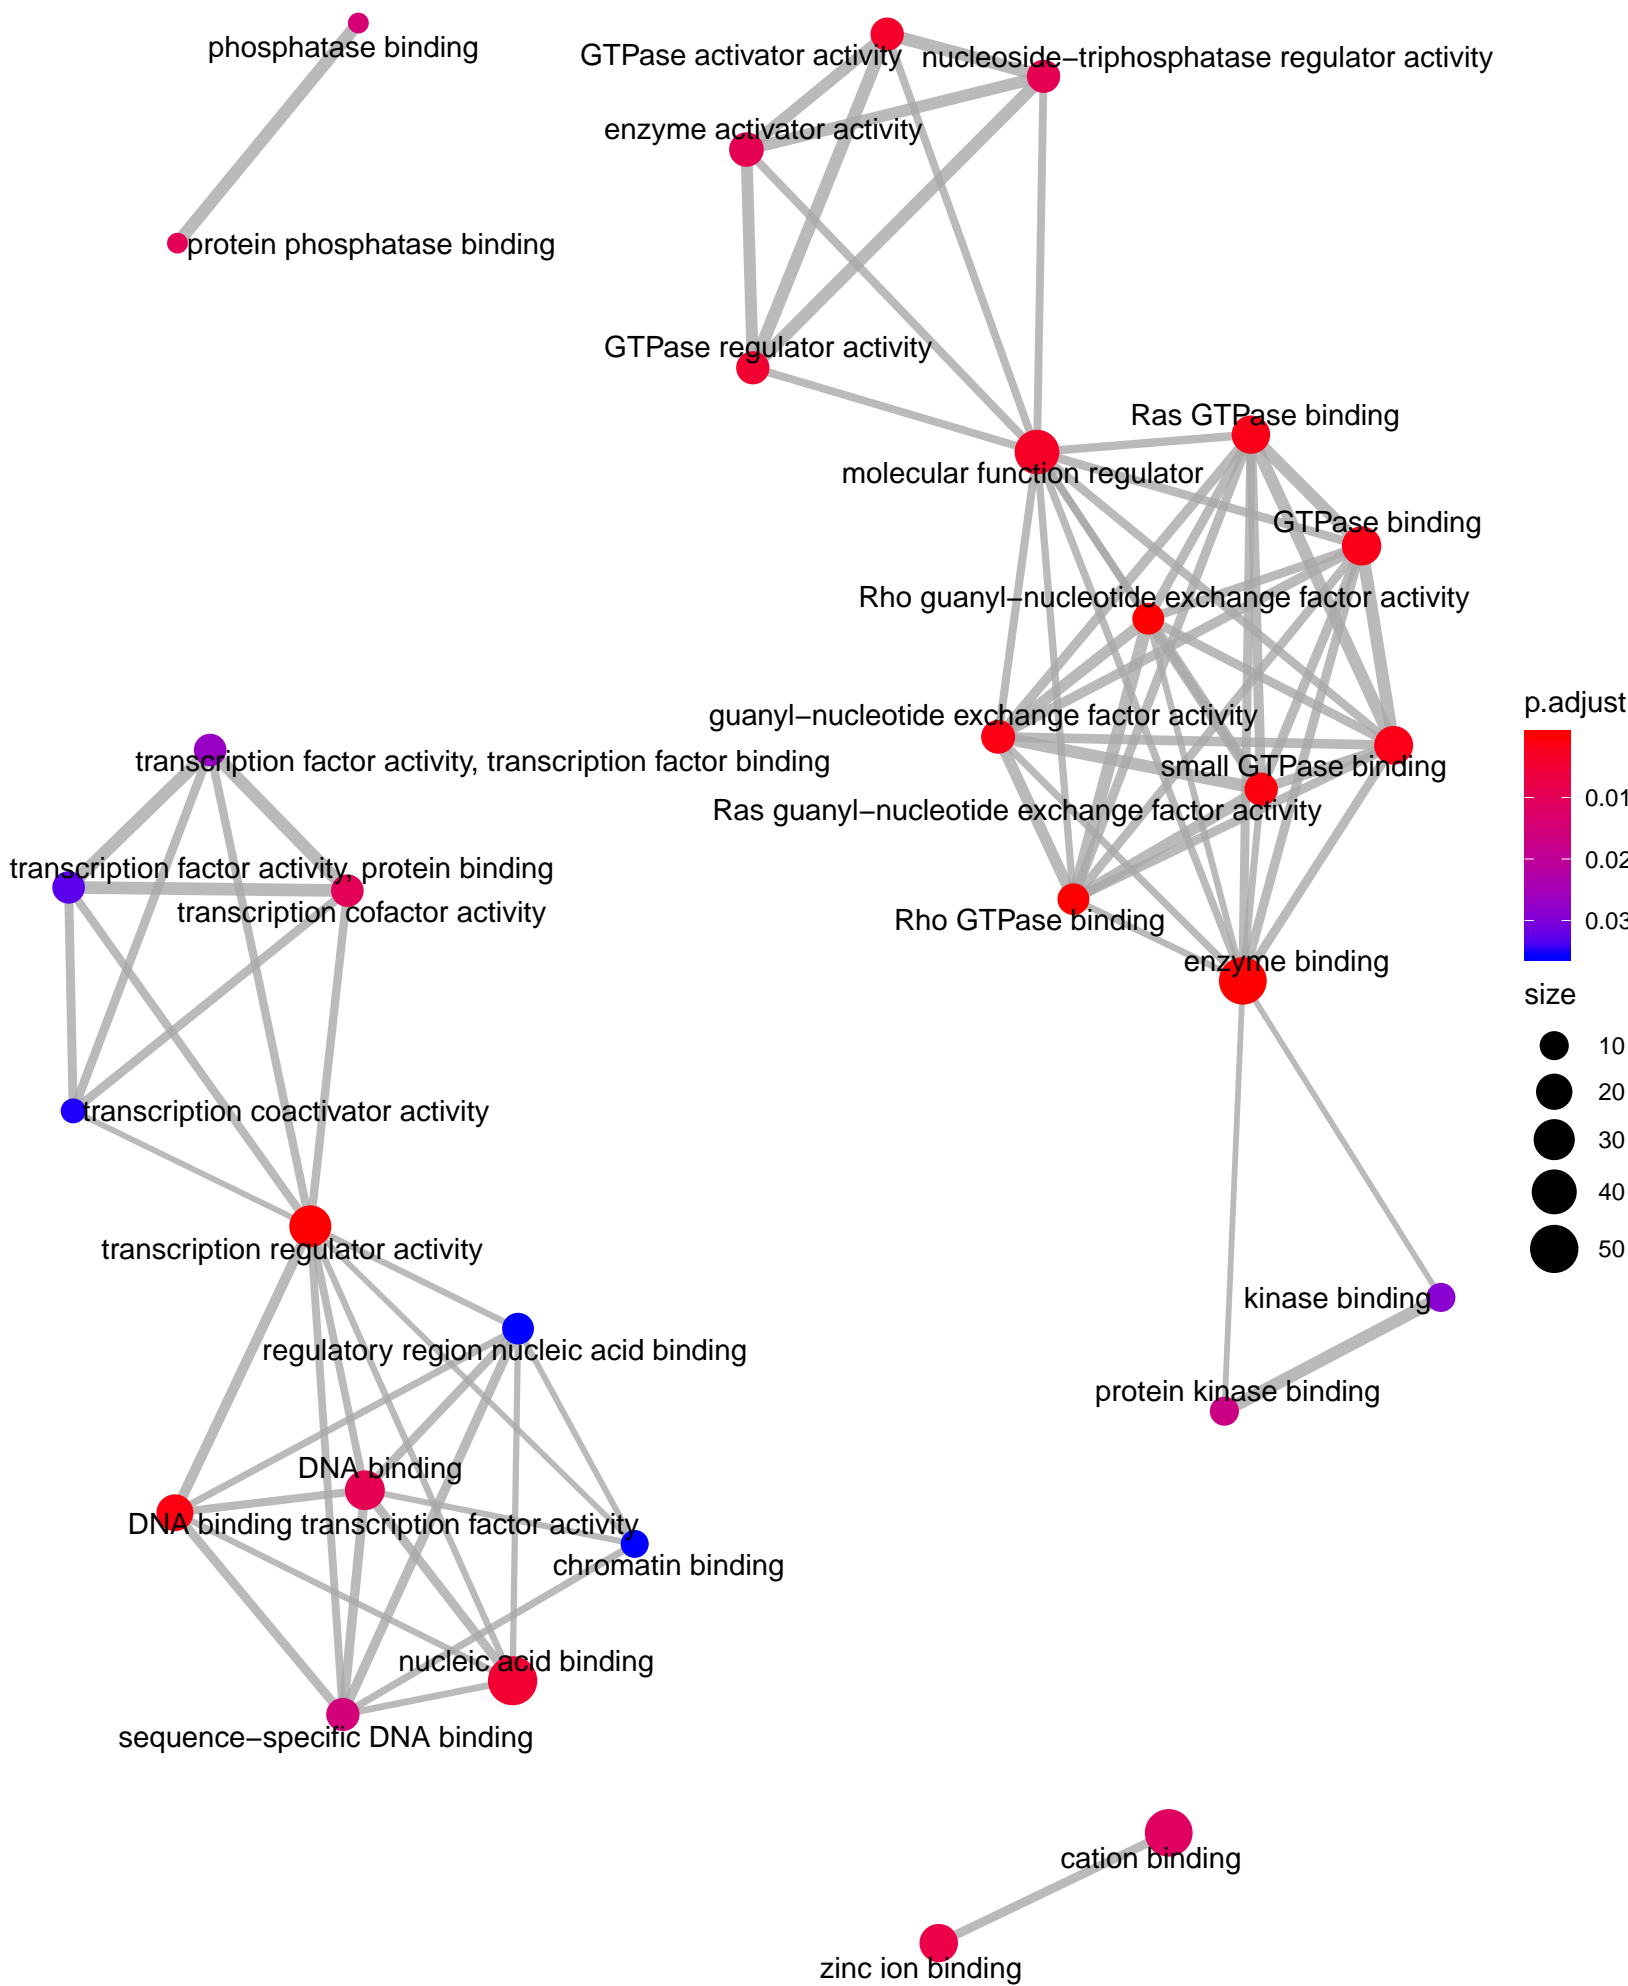 phosphatase binding
GTPase activator activity
nucleoside−triphosphatase regulator activity
enzyme activator activity
protein phosphatase binding
GTPase regulator activity
Ras GTPase binding
molecular function regulator
GTPase binding
Rho guanyl−nucleotide exchange factor activity
guanyl−nucleotide exchange factor activity
small GTPase binding
Ras guanyl−nucleotide exchange factor activity
transcription factor activity, transcription factor binding
transcription factor activity, protein binding
transcription cofactor activity
Rho GTPase binding
enzyme binding
transcription coactivator activity
transcription regulator activity
kinase binding
regulatory region nucleic acid binding
protein kinase binding
DNA binding
DNA binding transcription factor activity
chromatin binding
nucleic acid binding
sequence−specific DNA binding
cation binding
zinc ion binding
p.adjust
0.01
0.02
0.03
size
10
20
30
40
50